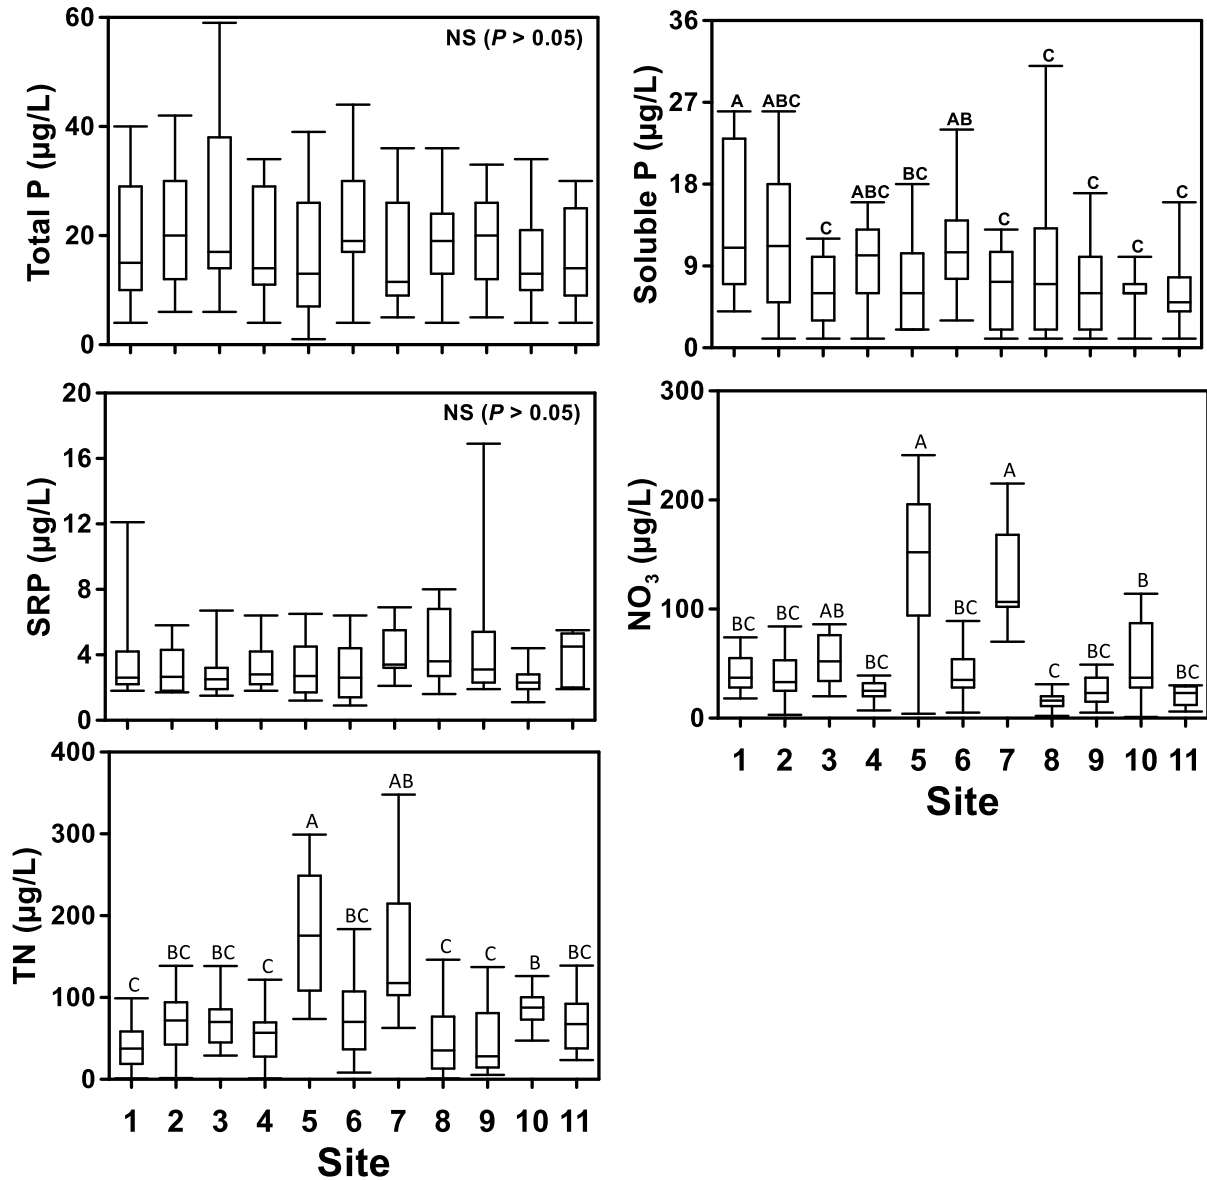 Total P (µg/L)
60
40
20
0
NS (P > 0.05)
Soluble P (µg/L)
36
27
18
9
0
A ABC C ABC BC AB C C C C C
SRP (µg/L)
20
16
12
8
4
0
NS (P > 0.05)
NO3 (µg/L)
300
200
100
0
BC BC AB BC A BC A C BC B BC
1 2 3 4 5 6 7 8 9 10 11
Site
TN (µg/L)
400
300
200
100
0
C BC BC C A BC AB C C B BC
1 2 3 4 5 6 7 8 9 10 11
Site